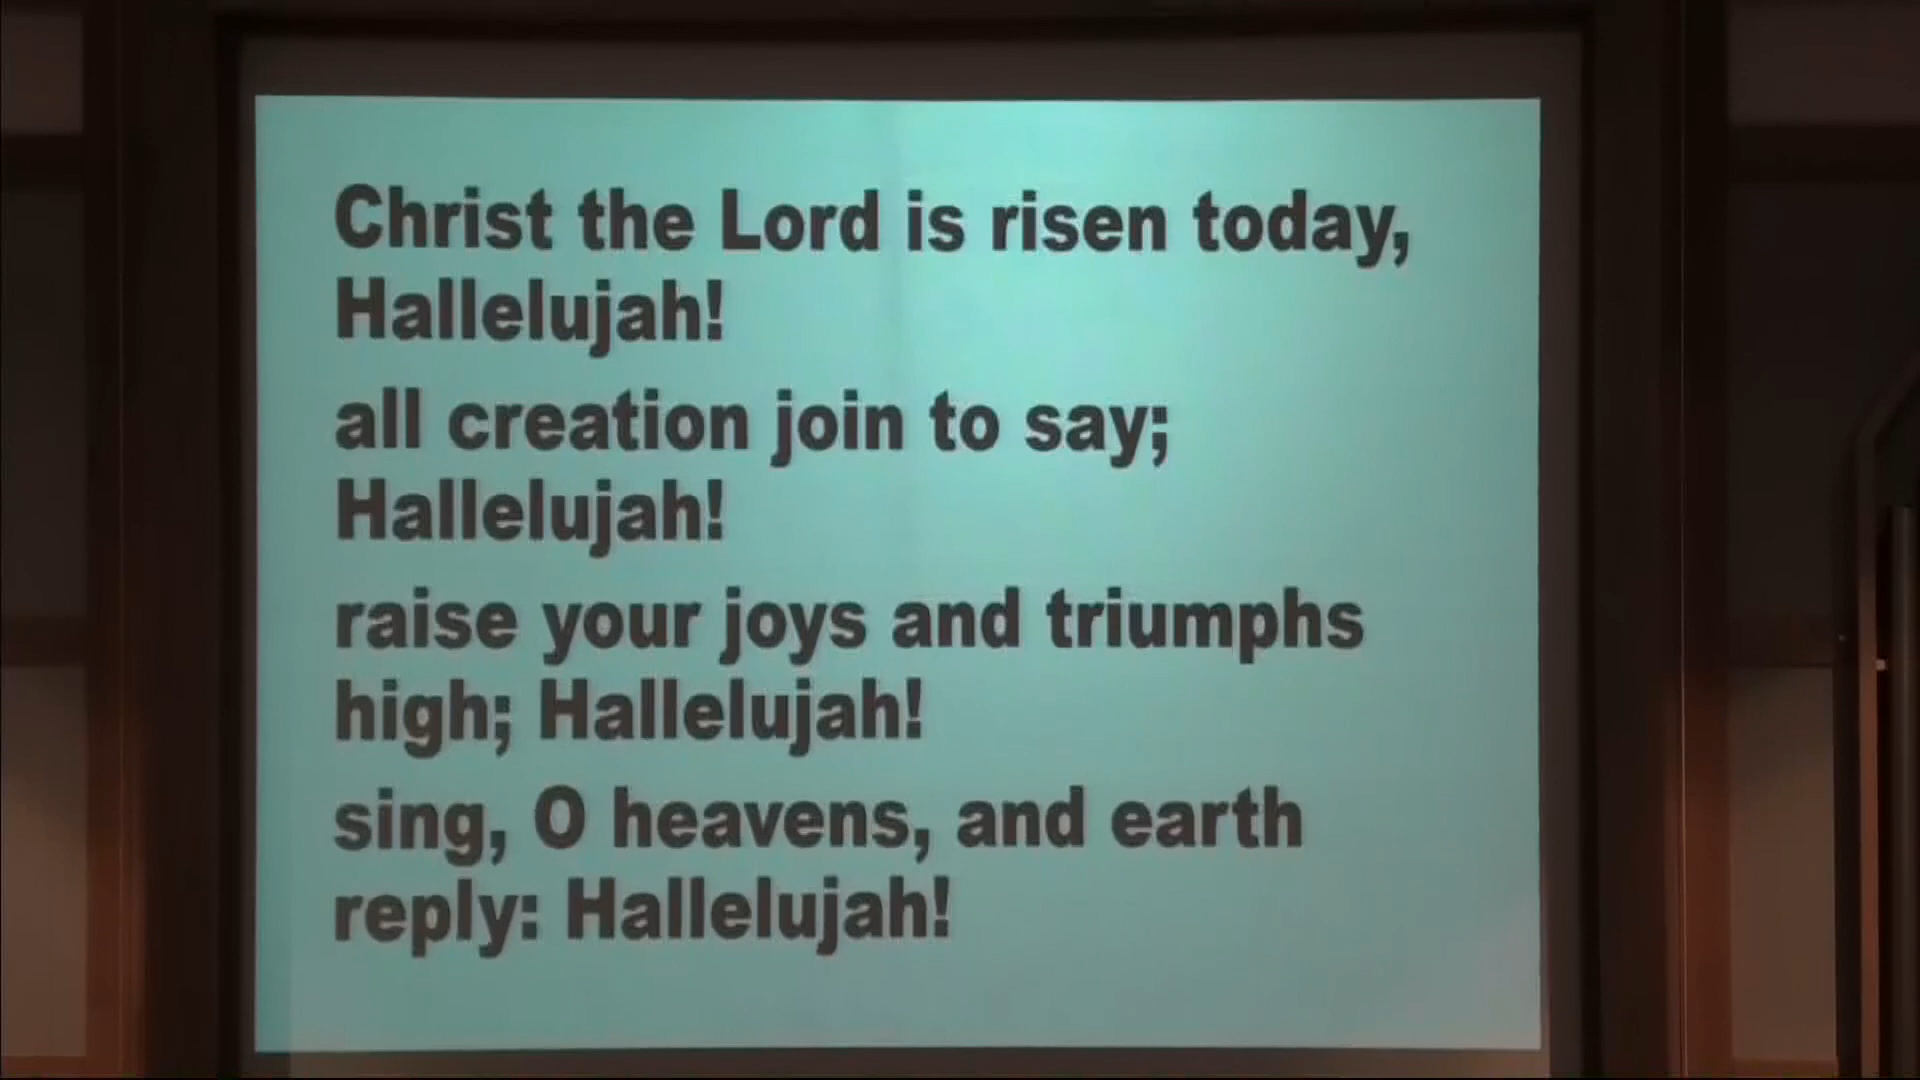 Christ the Lord is risen today,
Hallelujah!
all creation join to say;
Hallelujah!
raise your joys and triumphs
high; Hallelujah!
sing, O heavens, and earth
reply: Hallelujah!